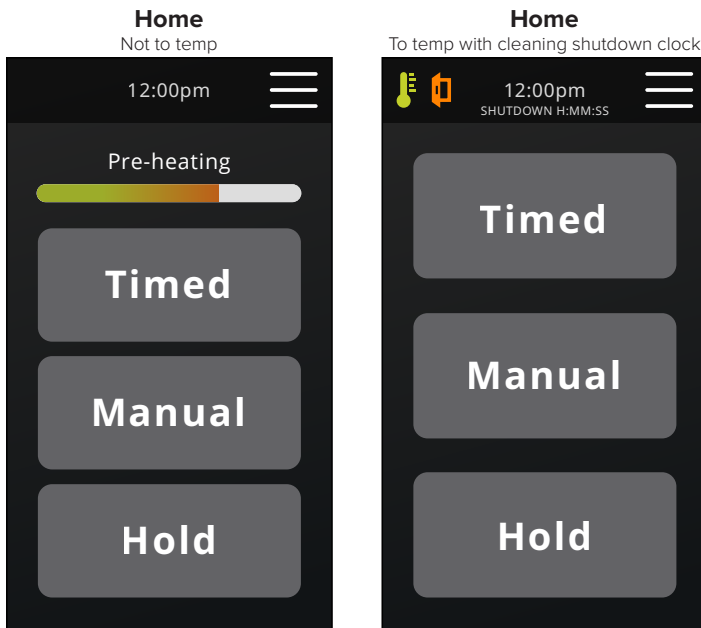 Home
Not to temp
12:00pm
Pre-heating
Timed
Manual
Hold
Home
To temp with cleaning shutdown clock
12:00pm
SHUTDOWN H:MM:SS
Timed
Manual
Hold